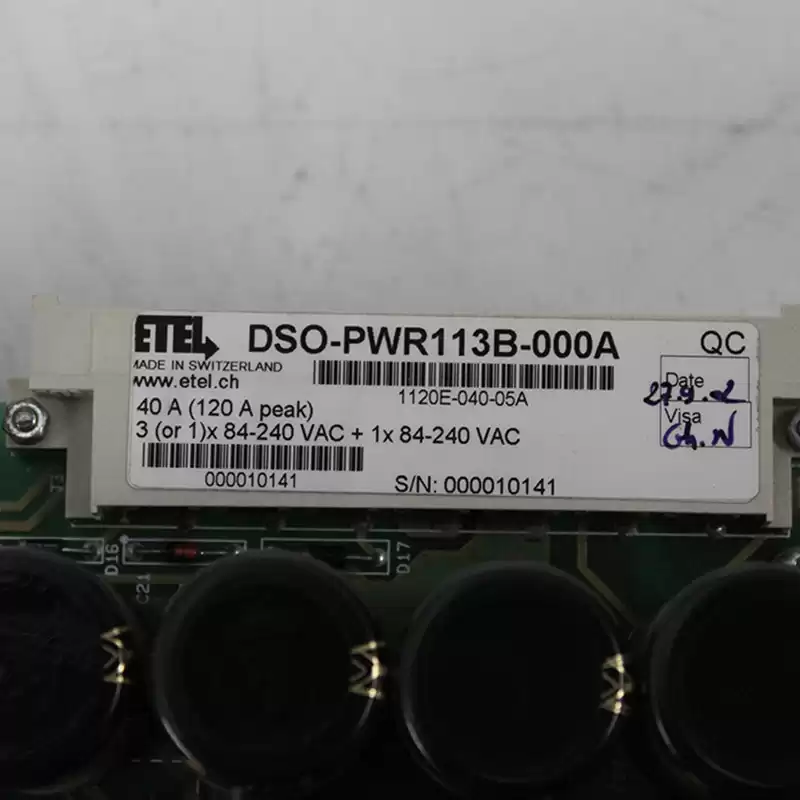 ETEL
DSO-PWR113B-000A
QC
MADE IN SWITZERLAND
www.etel.ch
1120E-040-05A
Date
40 A (120 A peak)
Visa
3 (or 1)x 84-240 VAC + 1x 84-240 VAC
Ch.N
000010141
S/N: 000010141
D16
D17
C21